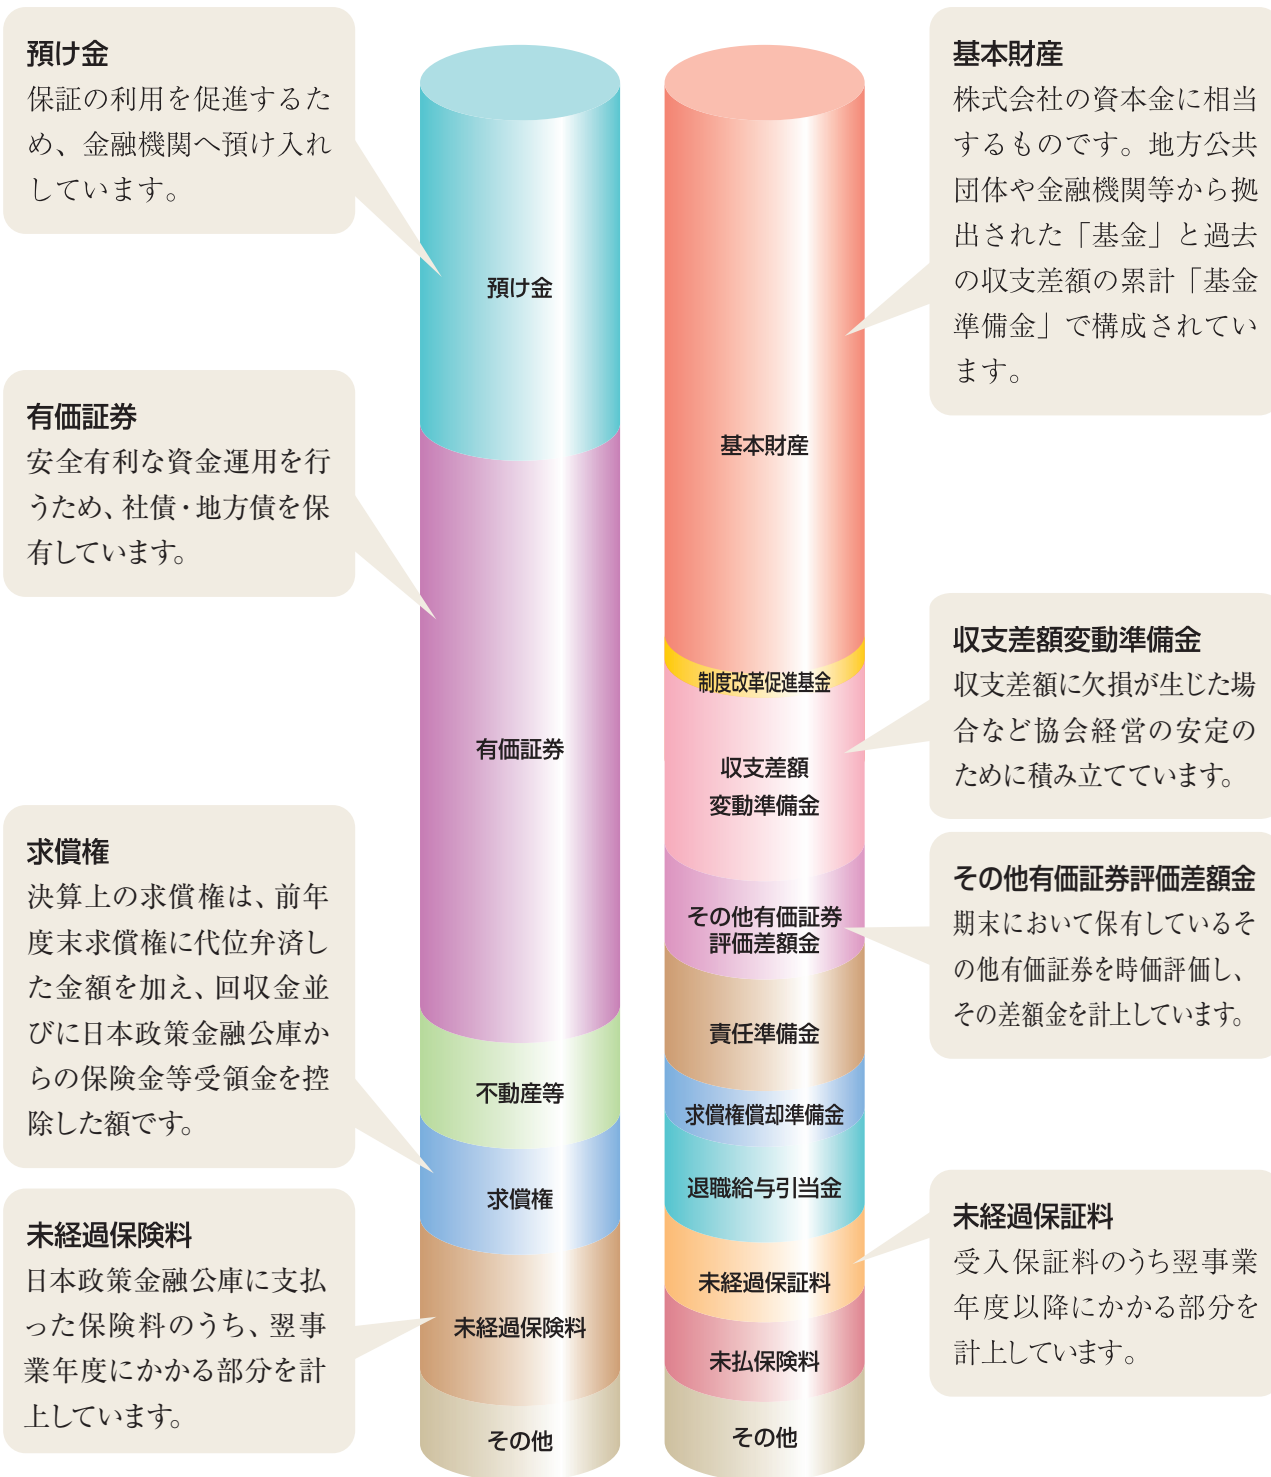 預け金
保証の利用を促進するた
め、金融機関へ預け入れ
しています。
有価証券
安全有利な資金運用を行
うため、社債・地方債を保
有しています。
求償権
決算上の求償権は、前年
度末求償権に代位弁済し
た金額を加え、回収金並
びに日本政策金融公庫か
らの保険金等受領金を控
除した額です。
未経過保険料
日本政策金融公庫に支払
った保険料のうち、翌事
業年度にかかる部分を計
上しています。
預け金
有価証券
不動産等
求償権
未経過保険料
その他
基本財産
制度改革促進基金
収支差額
変動準備金
その他有価証券
評価差額金
責任準備金
求償権償却準備金
退職給与引当金
未経過保証料
未払保険料
その他
基本財産
株式会社の資本金に相当
するものです。地方公共
団体や金融機関等から拠
出された「基金」と過去
の収支差額の累計「基金
準備金」で構成されてい
ます。
収支差額変動準備金
収支差額に欠損が生じた場
合など協会経営の安定の
ために積み立てています。
その他有価証券評価差額金
期末において保有しているそ
の他有価証券を時価評価し、
その差額金を計上しています。
未経過保証料
受入保証料のうち翌事業
年度以降にかかる部分を
計上しています。